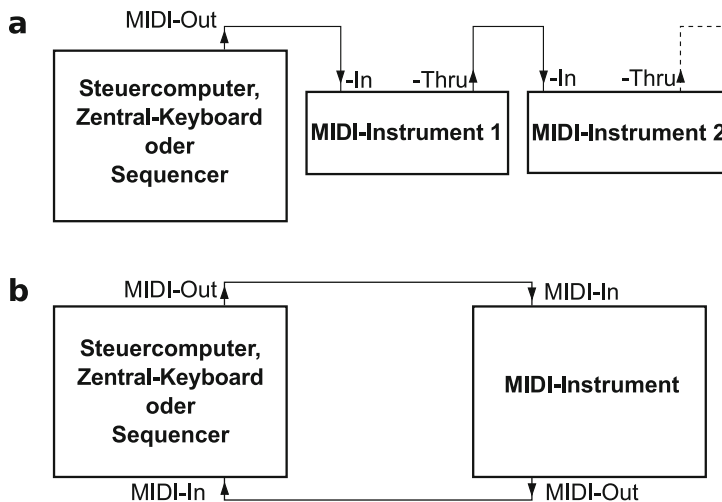 a
MIDI-Out
Steuercomputer,
Zentral-Keyboard
oder
Sequencer
-In
-Thru
MIDI-Instrument 1
-In
-Thru
MIDI-Instrument 2
b
MIDI-Out
MIDI-In
Steuercomputer,
Zentral-Keyboard
oder
Sequencer
MIDI-Instrument
MIDI-In
MIDI-Out